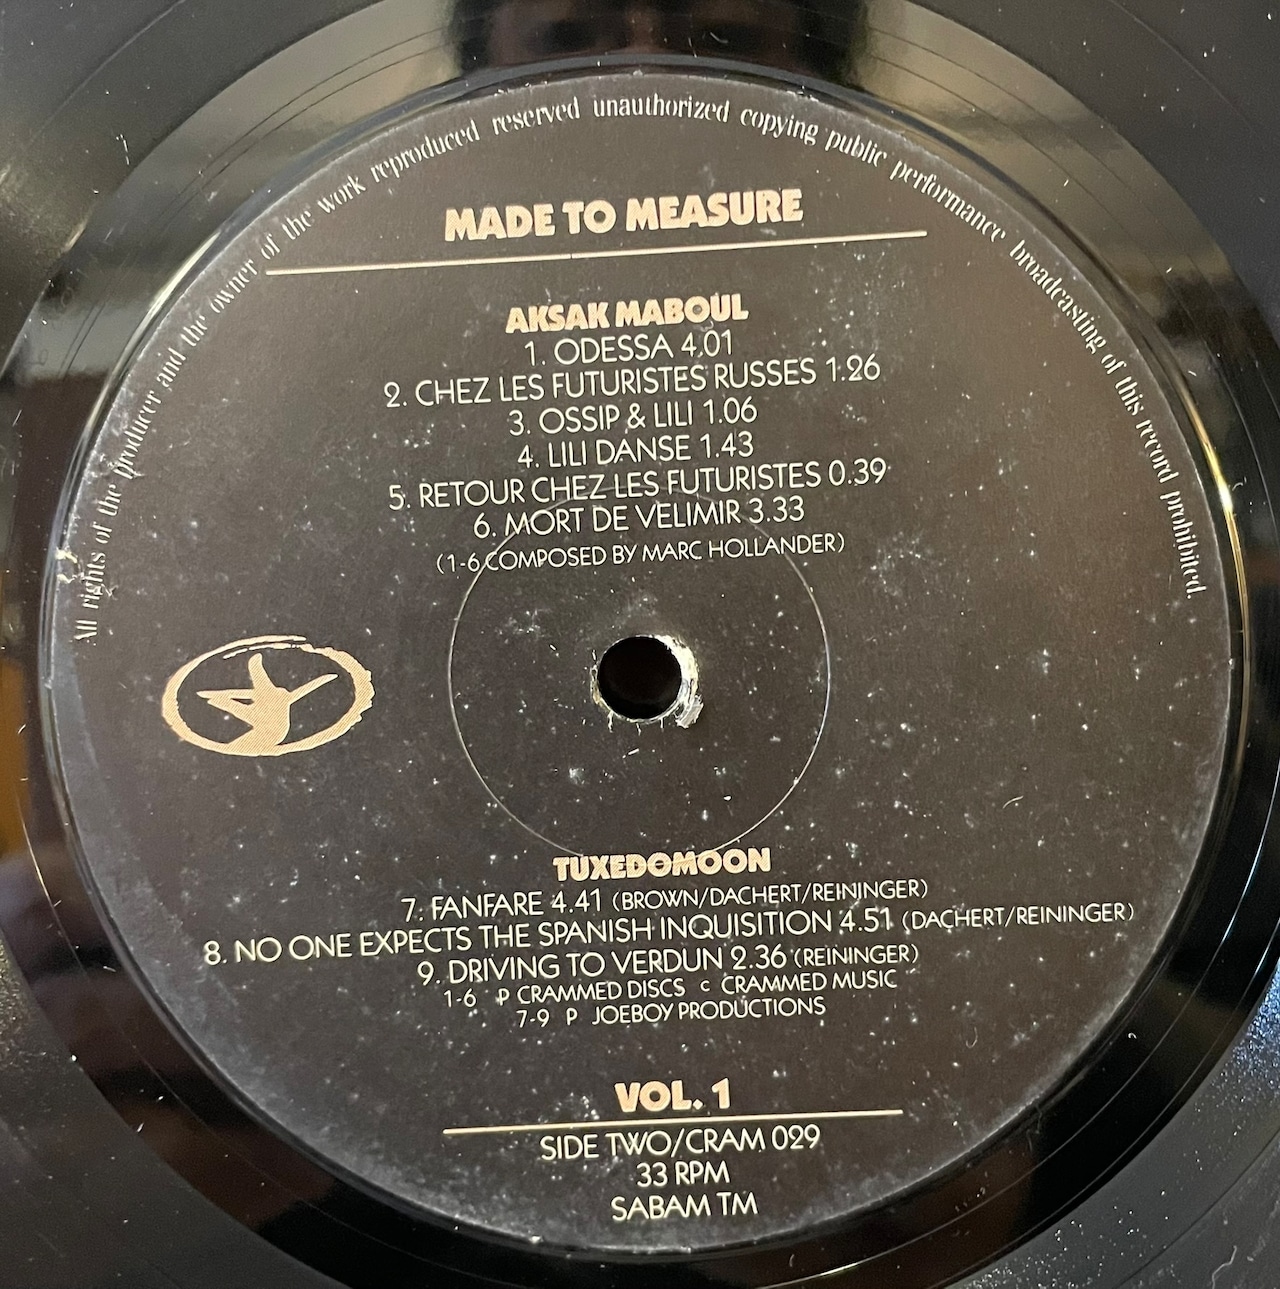 All rights of the producer and the owner of the work reproduced reserved unauthorized copying public performance broadcasting of this record prohibited.
MADE TO MEASURE
AKSAK MABOUL
1. ODESSA 4.01
2. CHEZ LES FUTURISTES RUSSES 1.26
3. OSSIP & LILI 1.06
4. LILI DANSE 1.43
5. RETOUR CHEZ LES FUTURISTES 0.39
6. MORT DE VELIMIR 3.33
(1-6 COMPOSED BY MARC HOLLANDER)
TUXEDOMOON
7. FANFARE 4.41 (BROWN/DACHERT/REININGER)
8. NO ONE EXPECTS THE SPANISH INQUISITION 4.51 (DACHERT/REININGER)
9. DRIVING TO VERDUN 2.36 (REININGER)
1-6 P CRAMMED DISCS c CRAMMED MUSIC
7-9 P JOEBOY PRODUCTIONS
VOL. 1
SIDE TWO/CRAM 029
33 RPM
SABAM TM